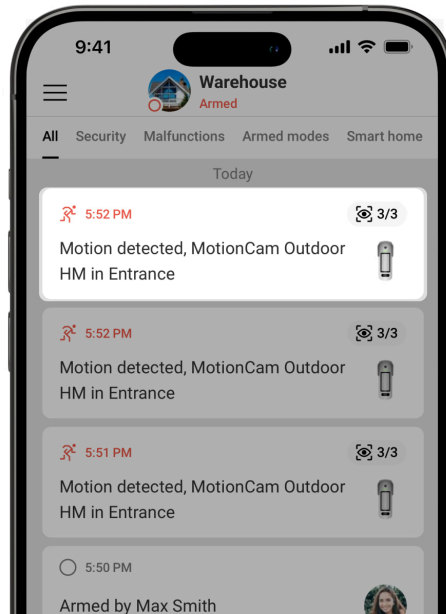 9:41
Warehouse
Armed
All Security Malfunctions Armed modes Smart home
Today
5:52 PM 3/3
Motion detected, MotionCam Outdoor
HM in Entrance
5:52 PM 3/3
Motion detected, MotionCam Outdoor
HM in Entrance
5:51 PM 3/3
Motion detected, MotionCam Outdoor
HM in Entrance
5:50 PM
Armed by Max Smith